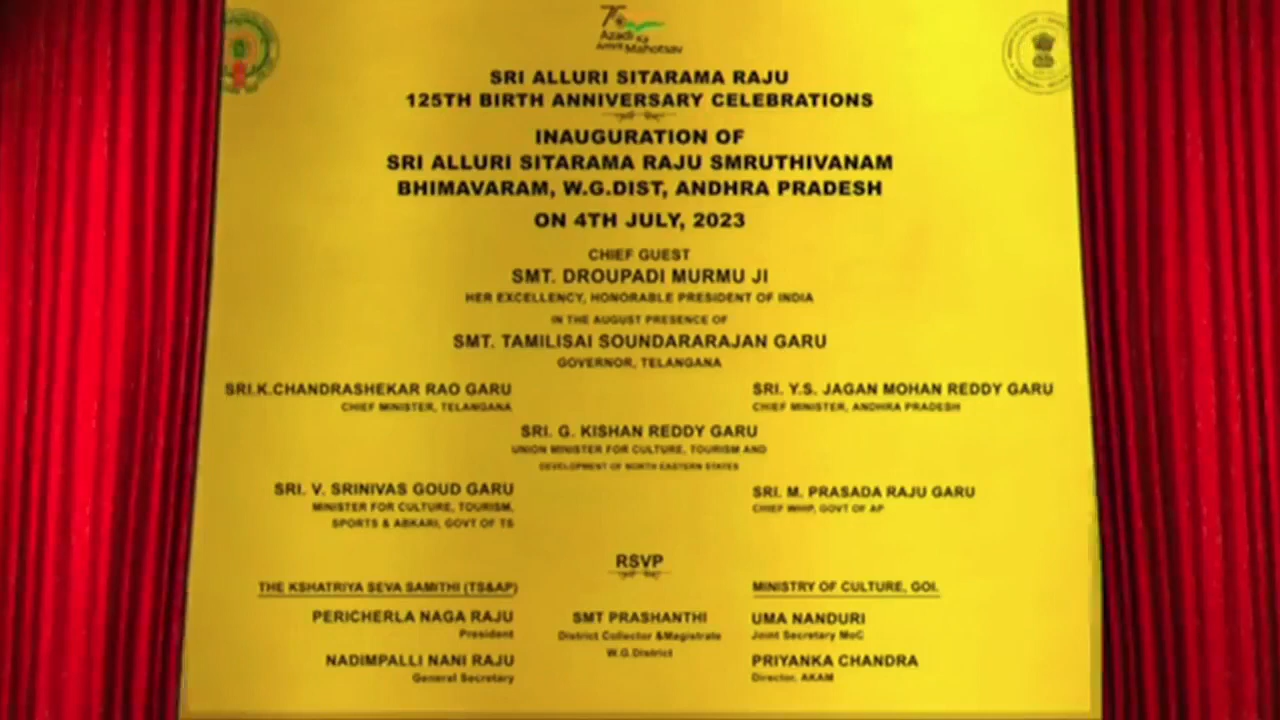 75
Azadi Ka
Amrit Mahotsav
SRI ALLURI SITARAMA RAJU
125TH BIRTH ANNIVERSARY CELEBRATIONS
INAUGURATION OF
SRI ALLURI SITARAMA RAJU SMRUTHIVANAM
BHIMAVARAM, W.G.DIST, ANDHRA PRADESH
ON 4TH JULY, 2023
CHIEF GUEST
SMT. DROUPADI MURMU JI
HER EXCELLENCY, HONORABLE PRESIDENT OF INDIA
IN THE AUGUST PRESENCE OF
SMT. TAMILISAI SOUNDARARAJAN GARU
GOVERNOR, TELANGANA
SRI.K.CHANDRASHEKAR RAO GARU
CHIEF MINISTER, TELANGANA
SRI. Y.S. JAGAN MOHAN REDDY GARU
CHIEF MINISTER, ANDHRA PRADESH
SRI. G. KISHAN REDDY GARU
UNION MINISTER FOR CULTURE, TOURISM AND
DEVELOPMENT OF NORTH EASTERN STATES
SRI. V. SRINIVAS GOUD GARU
MINISTER FOR CULTURE, TOURISM,
SPORTS & ABKARI, GOVT OF TS
SRI. M. PRASADA RAJU GARU
CHIEF WHIP, GOVT OF AP
RSVP
THE KSHATRIYA SEVA SAMITHI (TS&AP)
PERICHERLA NAGA RAJU
President
NADIMPALLI NANI RAJU
General Secretary
SMT PRASHANTHI
District Collector &Magistrate
W.G.District
MINISTRY OF CULTURE, GOI.
UMA NANDURI
Joint Secretary MoC
PRIYANKA CHANDRA
Director. AKAM